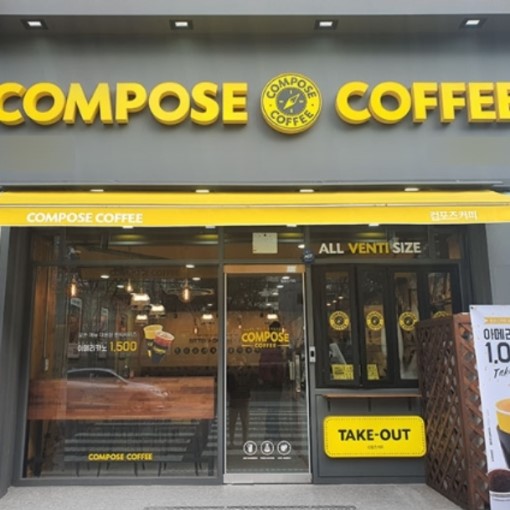 COMPOSE
COMPOSE
COFFEE
COFFEE
COMPOSE COFFEE
컴포즈커피
ALL VENTI SIZE
아메리카노 1,500
COMPOSE
COFFEE
TAKE-OUT
COMPOSE COFFEE
아메리
1,0